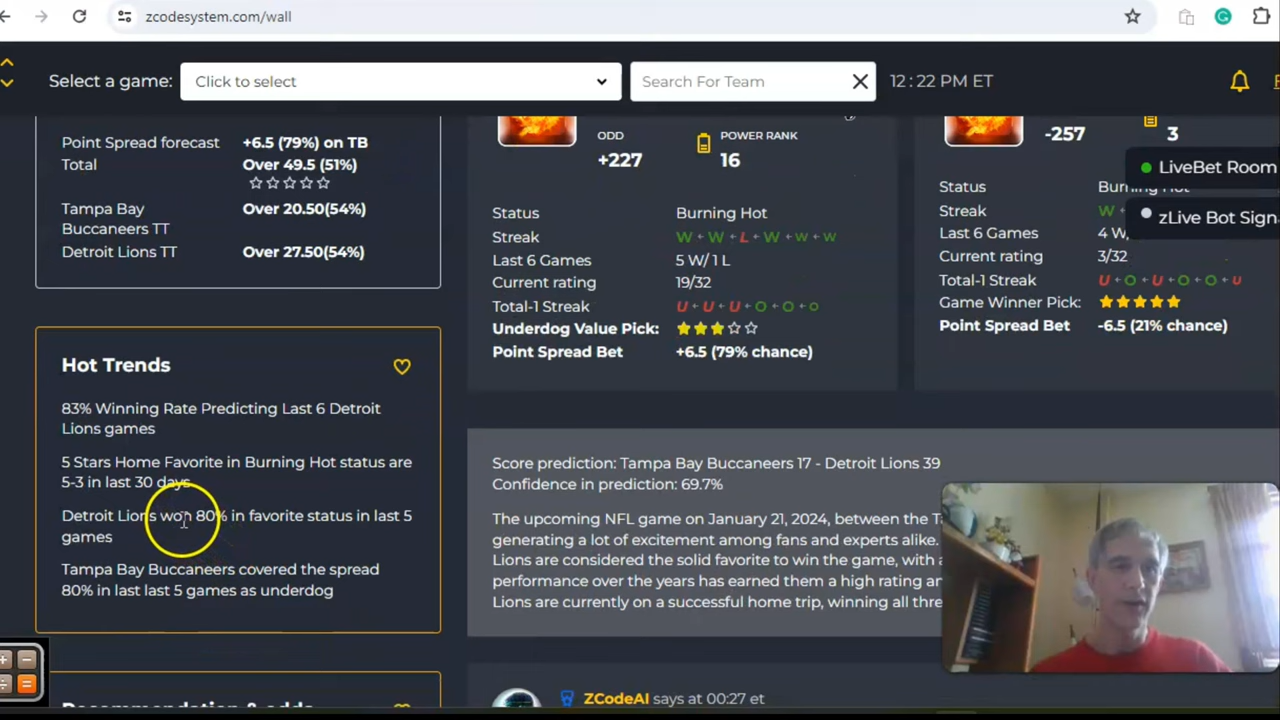 zcodesystem.com/wall
Select a game: Click to select Search For Team 12:22 PM ET
Point Spread forecast +6.5 (79%) on TB
Total Over 49.5 (51%)
Tampa Bay Over 20.50(54%)
Buccaneers TT
Detroit Lions TT Over 27.50(54%)
Hot Trends
83% Winning Rate Predicting Last 6 Detroit
Lions games
5 Stars Home Favorite in Burning Hot status are
5-3 in last 30 days
Detroit Lions won 80% in favorite status in last 5
games
Tampa Bay Buccaneers covered the spread
80% in last last 5 games as underdog
ODD
+227
POWER RANK
16
Status Burning Hot
Streak W W L W W W
Last 6 Games 5 W/ 1 L
Current rating 19/32
Total-1 Streak U U U O O O
Underdog Value Pick:
Point Spread Bet +6.5 (79% chance)
-257
3
Status
Streak W
Last 6 Games 4 W
Current rating 3/32
Total-1 Streak U O U O O U
Game Winner Pick:
Point Spread Bet -6.5 (21% chance)
LiveBet Room
zLive Bot Sign
Score prediction: Tampa Bay Buccaneers 17 - Detroit Lions 39
Confidence in prediction: 69.7%
The upcoming NFL game on January 21, 2024, between the
generating a lot of excitement among fans and experts alike.
Lions are considered the solid favorite to win the game, with
performance over the years has earned them a high rating
Lions are currently on a successful home trip, winning all
ZCodeAI says at 00:27 et